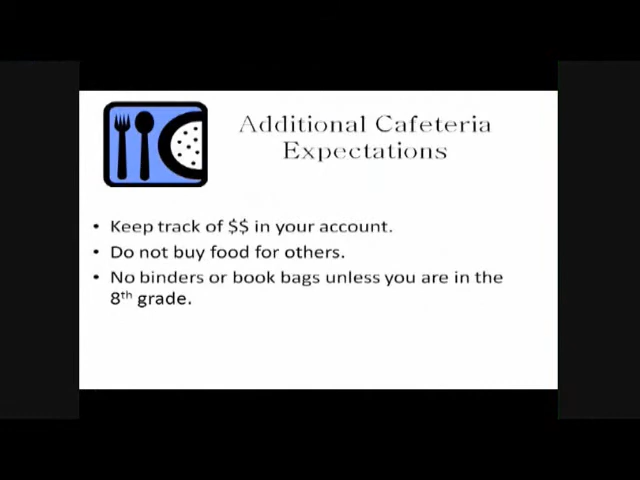 Additional Cafeteria
Expectations
• Keep track of $$ in your account.
• Do not buy food for others.
• No binders or book bags unless you are in the
8th grade.